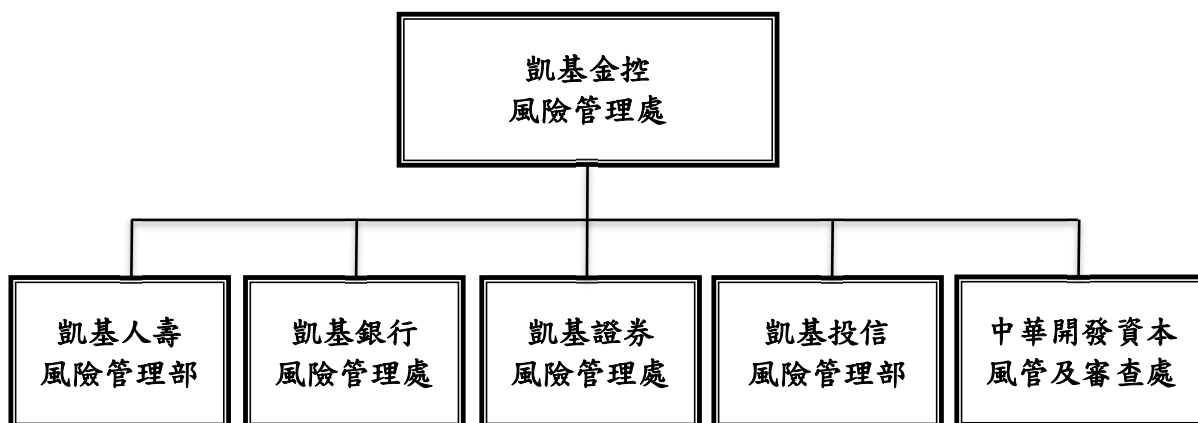 凱基金控
風險管理處
凱基人壽
風險管理部
凱基銀行
風險管理處
凱基證券
風險管理處
凱基投信
風險管理部
中華開發資本
風管及審查處